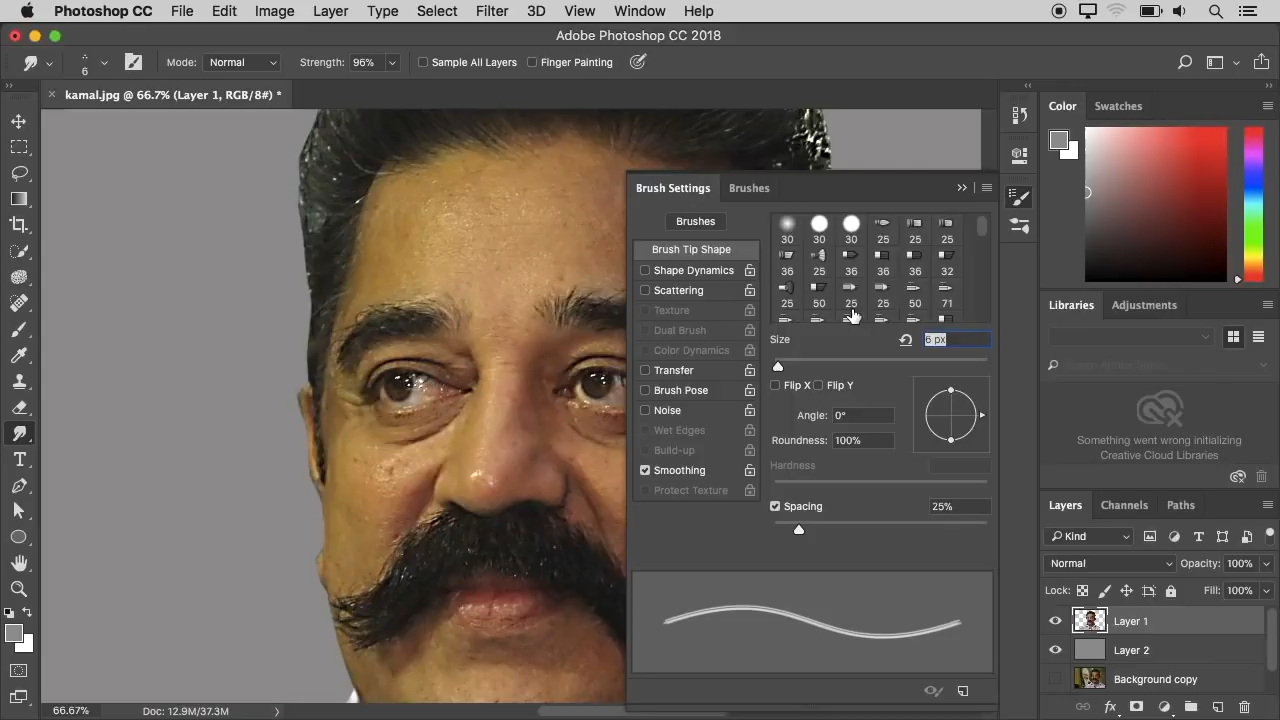 Photoshop CC File Edit Image Layer Type Select Filter 3D View Window Help
Adobe Photoshop CC 2018
6 Mode: Normal Strength: 96% Sample All Layers Finger Painting
kamal.jpg @ 66.7% (Layer 1, RGB/8#) *
Color Swatches
Brush Settings Brushes
Brushes
30 30 30 25 25 25
36 25 36 36 36 32
25 50 25 25 50 71
Brush Tip Shape
Shape Dynamics
Scattering
Texture
Dual Brush
Color Dynamics
Transfer
Brush Pose
Noise
Wet Edges
Build-up
Smoothing
Protect Texture
Size 6 px
Flip X Flip Y
Angle: 0°
Roundness: 100%
Hardness
Spacing 25%
Libraries Adjustments
Search Adobe Stock
Something went wrong initializing
Creative Cloud Libraries
Layers Channels Paths
Kind
Normal Opacity: 100%
Lock: Fill: 100%
Layer 1
Layer 2
Background copy
66.67% Doc: 12.9M/37.3M